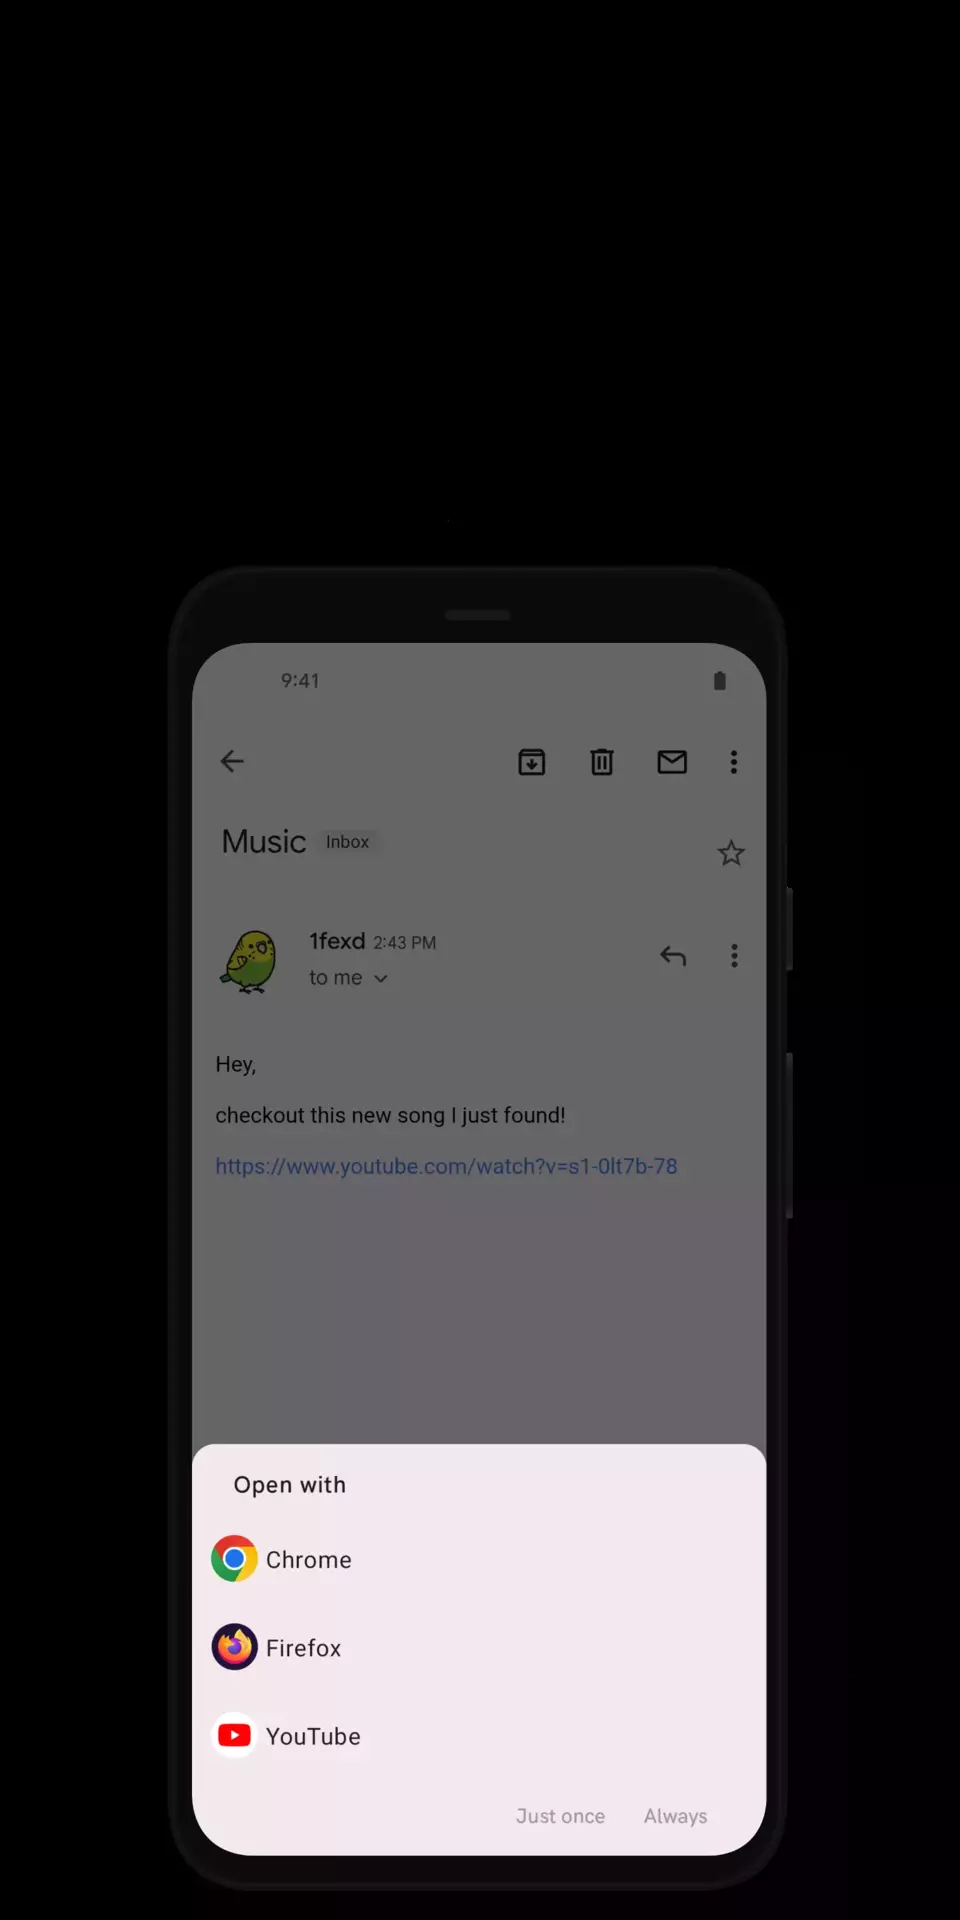 9:41
Music Inbox
1fexd 2:43 PM
to me
Hey,
checkout this new song I just found!
https://www.youtube.com/watch?v=s1-0lt7b-78
Open with
Chrome
Firefox
YouTube
Just once Always